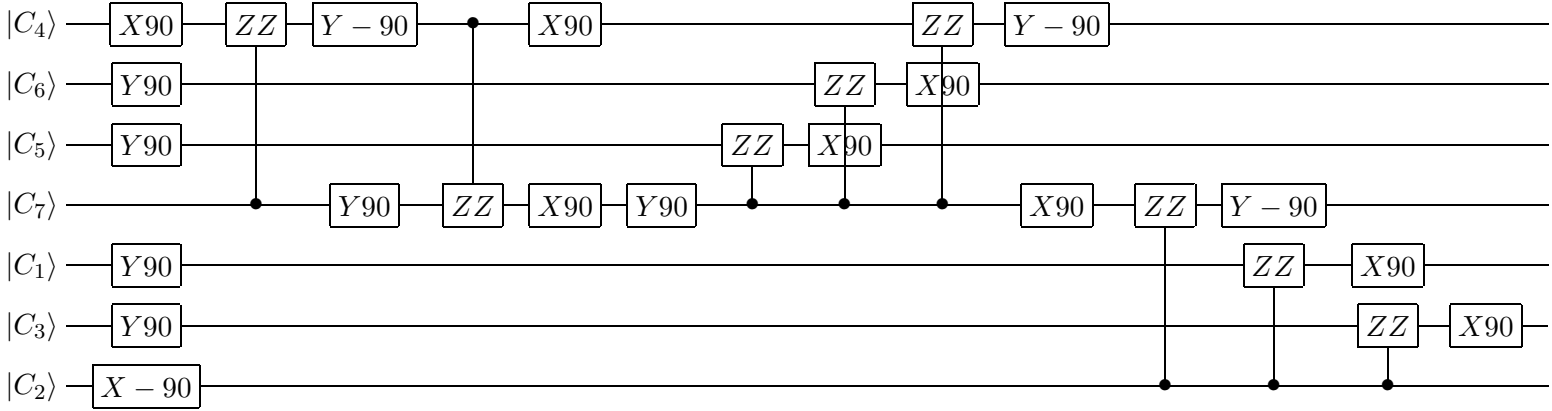 |C₄⟩ X90 ZZ Y − 90 X90 ZZ Y − 90
|C₆⟩ Y90 ZZ X90
|C₅⟩ Y90 ZZ X90
|C₇⟩ Y90 ZZ X90 Y90 X90 ZZ Y − 90
|C₁⟩ Y90 ZZ X90
|C₃⟩ Y90 ZZ X90
|C₂⟩ X − 90